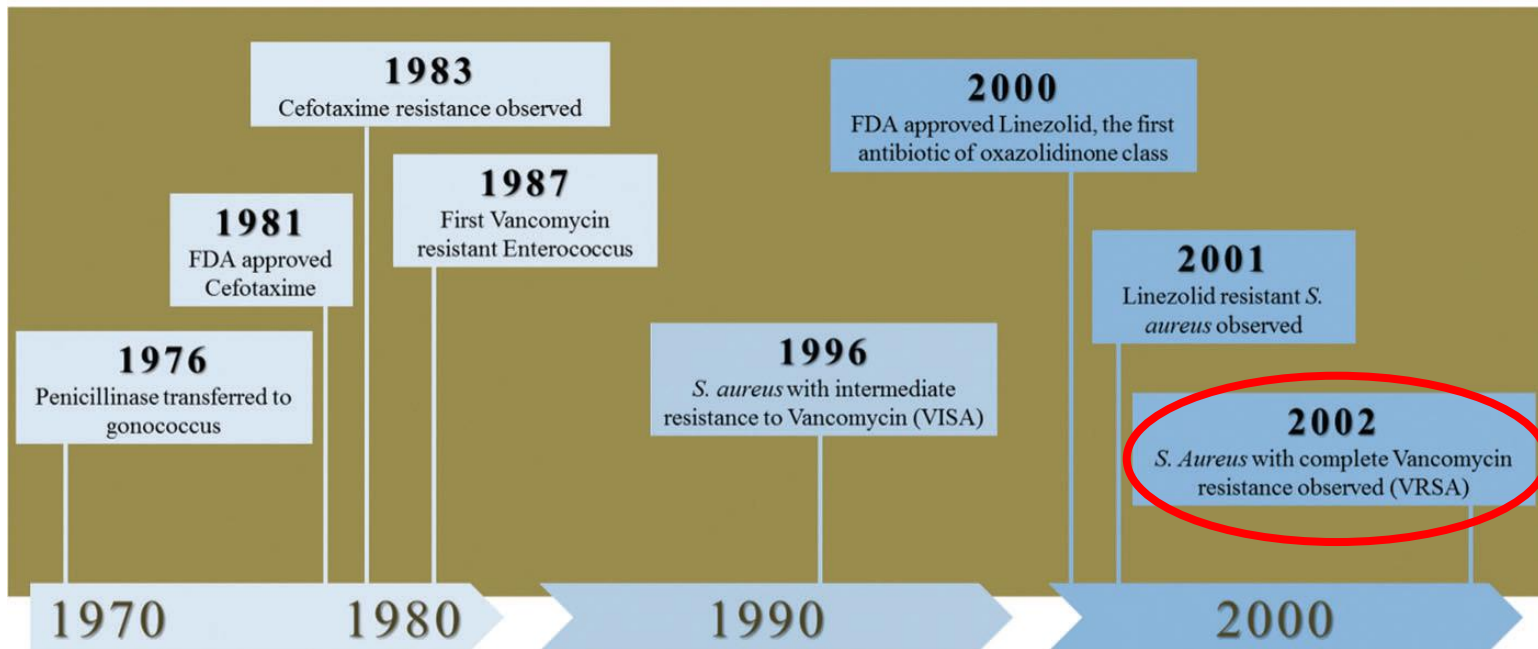 1983
Cefotaxime resistance observed
2000
FDA approved Linezolid, the first
antibiotic of oxazolidinone class
1987
First Vancomycin
resistant Enterococcus
1981
FDA approved
Cefotaxime
2001
Linezolid resistant S.
aureus observed
1976
Penicillinase transferred to
gonococcus
1996
S. aureus with intermediate
resistance to Vancomycin (VISA)
2002
S. Aureus with complete Vancomycin
resistance observed (VRSA)
1970
1980
1990
2000